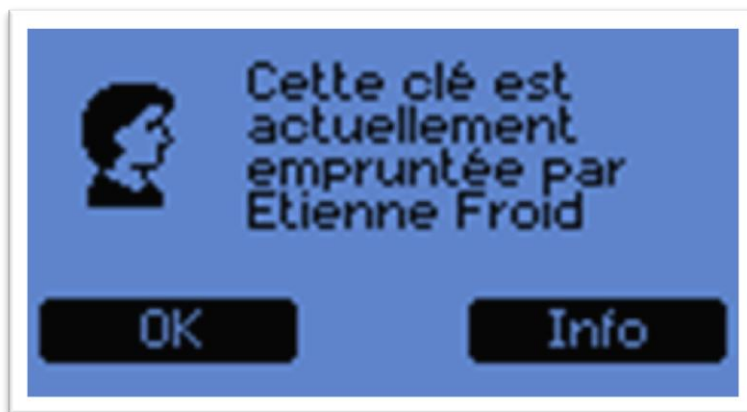 Cette clé est
actuellement
empruntée par
Etienne Froid
OK
Info